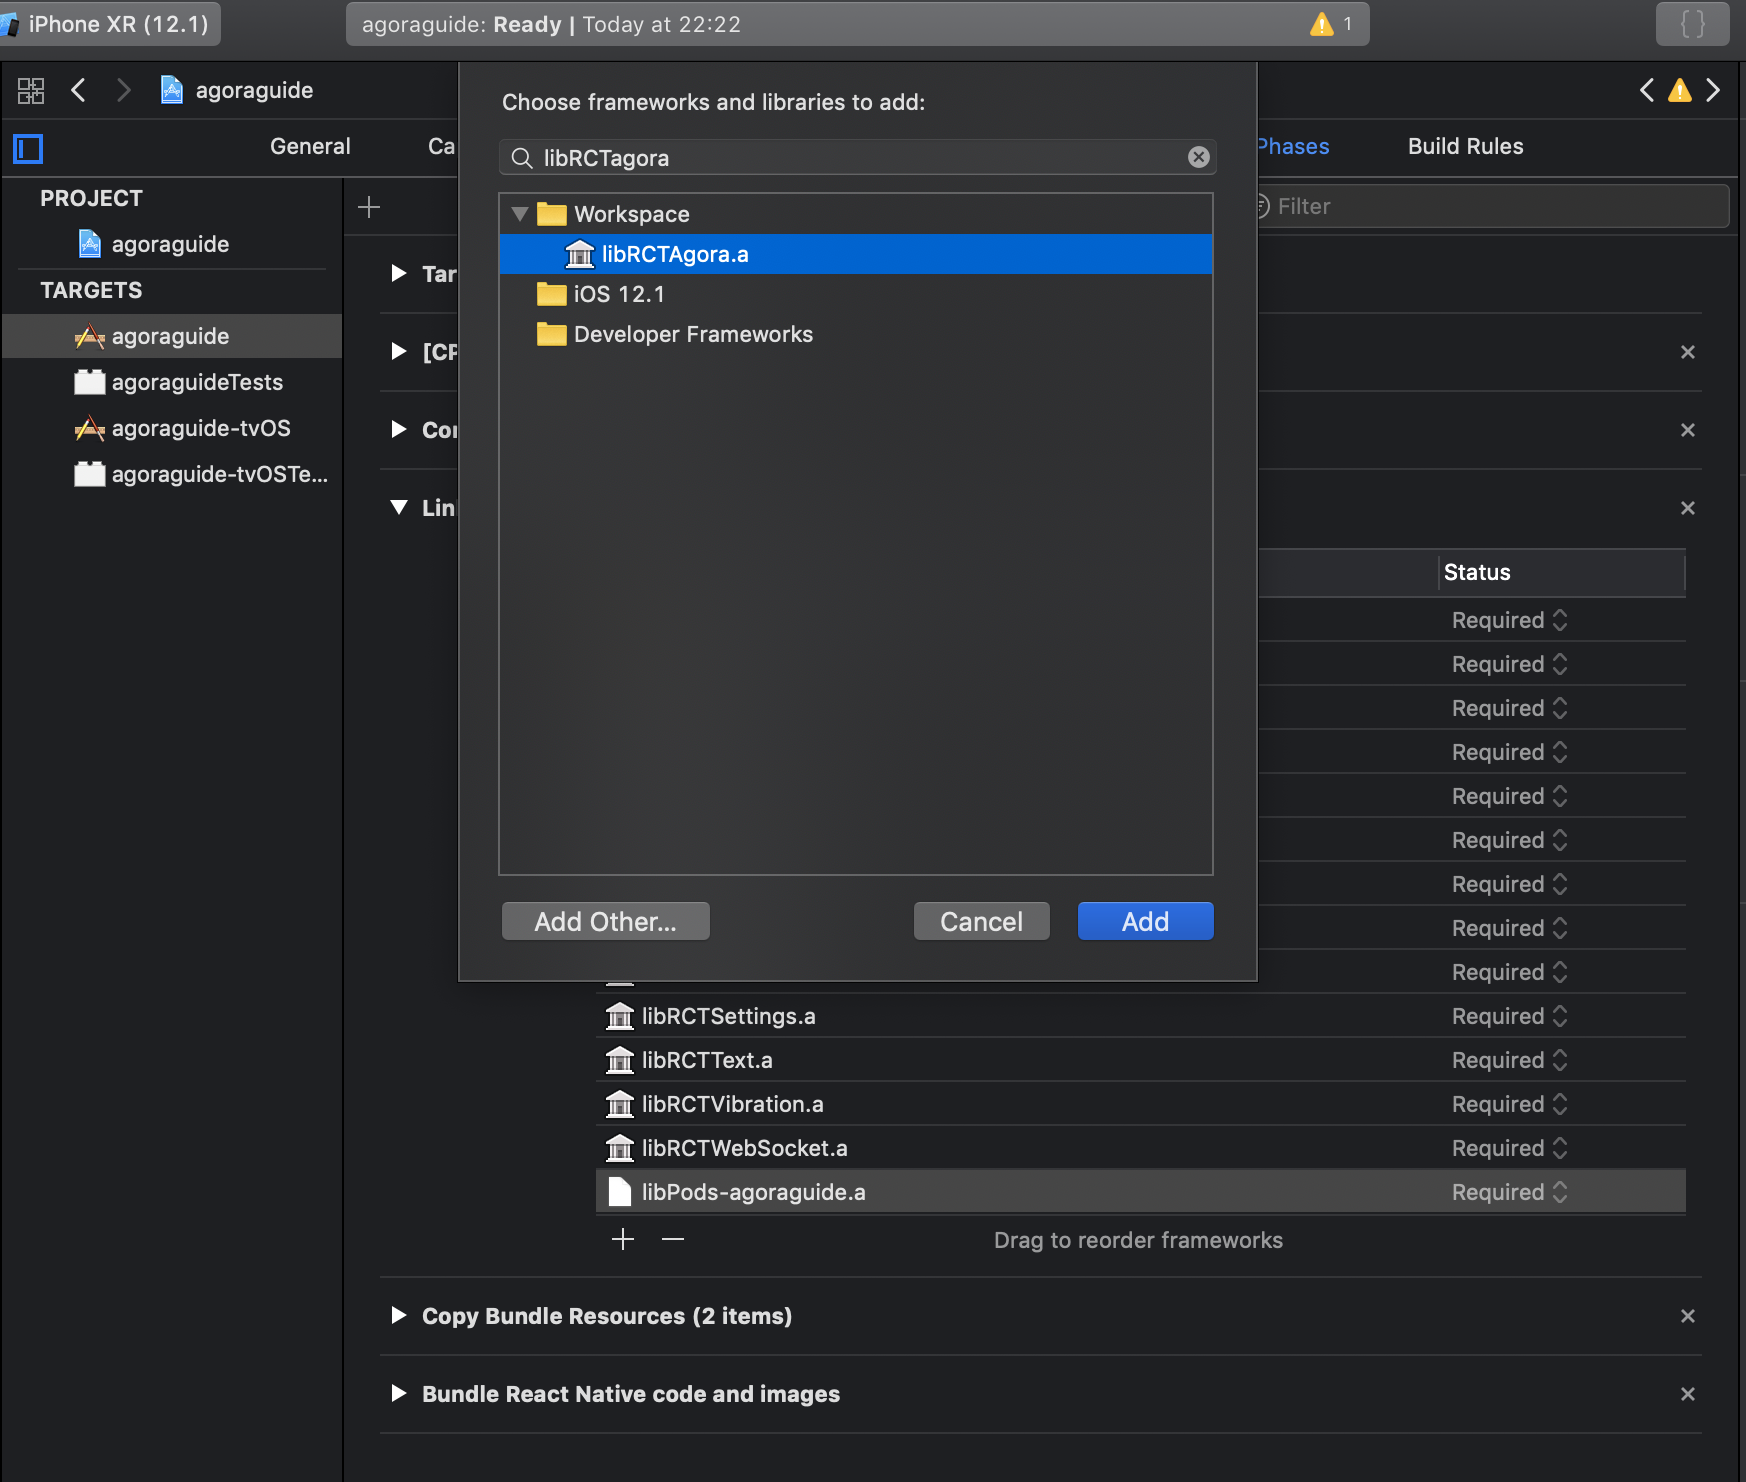 iPhone XR (12.1)
agoraguide: Ready | Today at 22:22
1
{ }
agoraguide
General
Ca
Phases
Build Rules
Choose frameworks and libraries to add:
libRCTagora
Workspace
libRCTAgora.a
iOS 12.1
Developer Frameworks
Add Other...
Cancel
Add
PROJECT
agoraguide
TARGETS
agoraguide
agoraguideTests
agoraguide-tvOS
agoraguide-tvOSTe...
Filter
Tar
[CP
Cor
Lin
Status
Required
Required
Required
Required
Required
Required
Required
Required
Required
libRCTSettings.a Required
libRCTText.a Required
libRCTVibration.a Required
libRCTWebSocket.a Required
libPods-agoraguide.a Required
Drag to reorder frameworks
Copy Bundle Resources (2 items)
Bundle React Native code and images